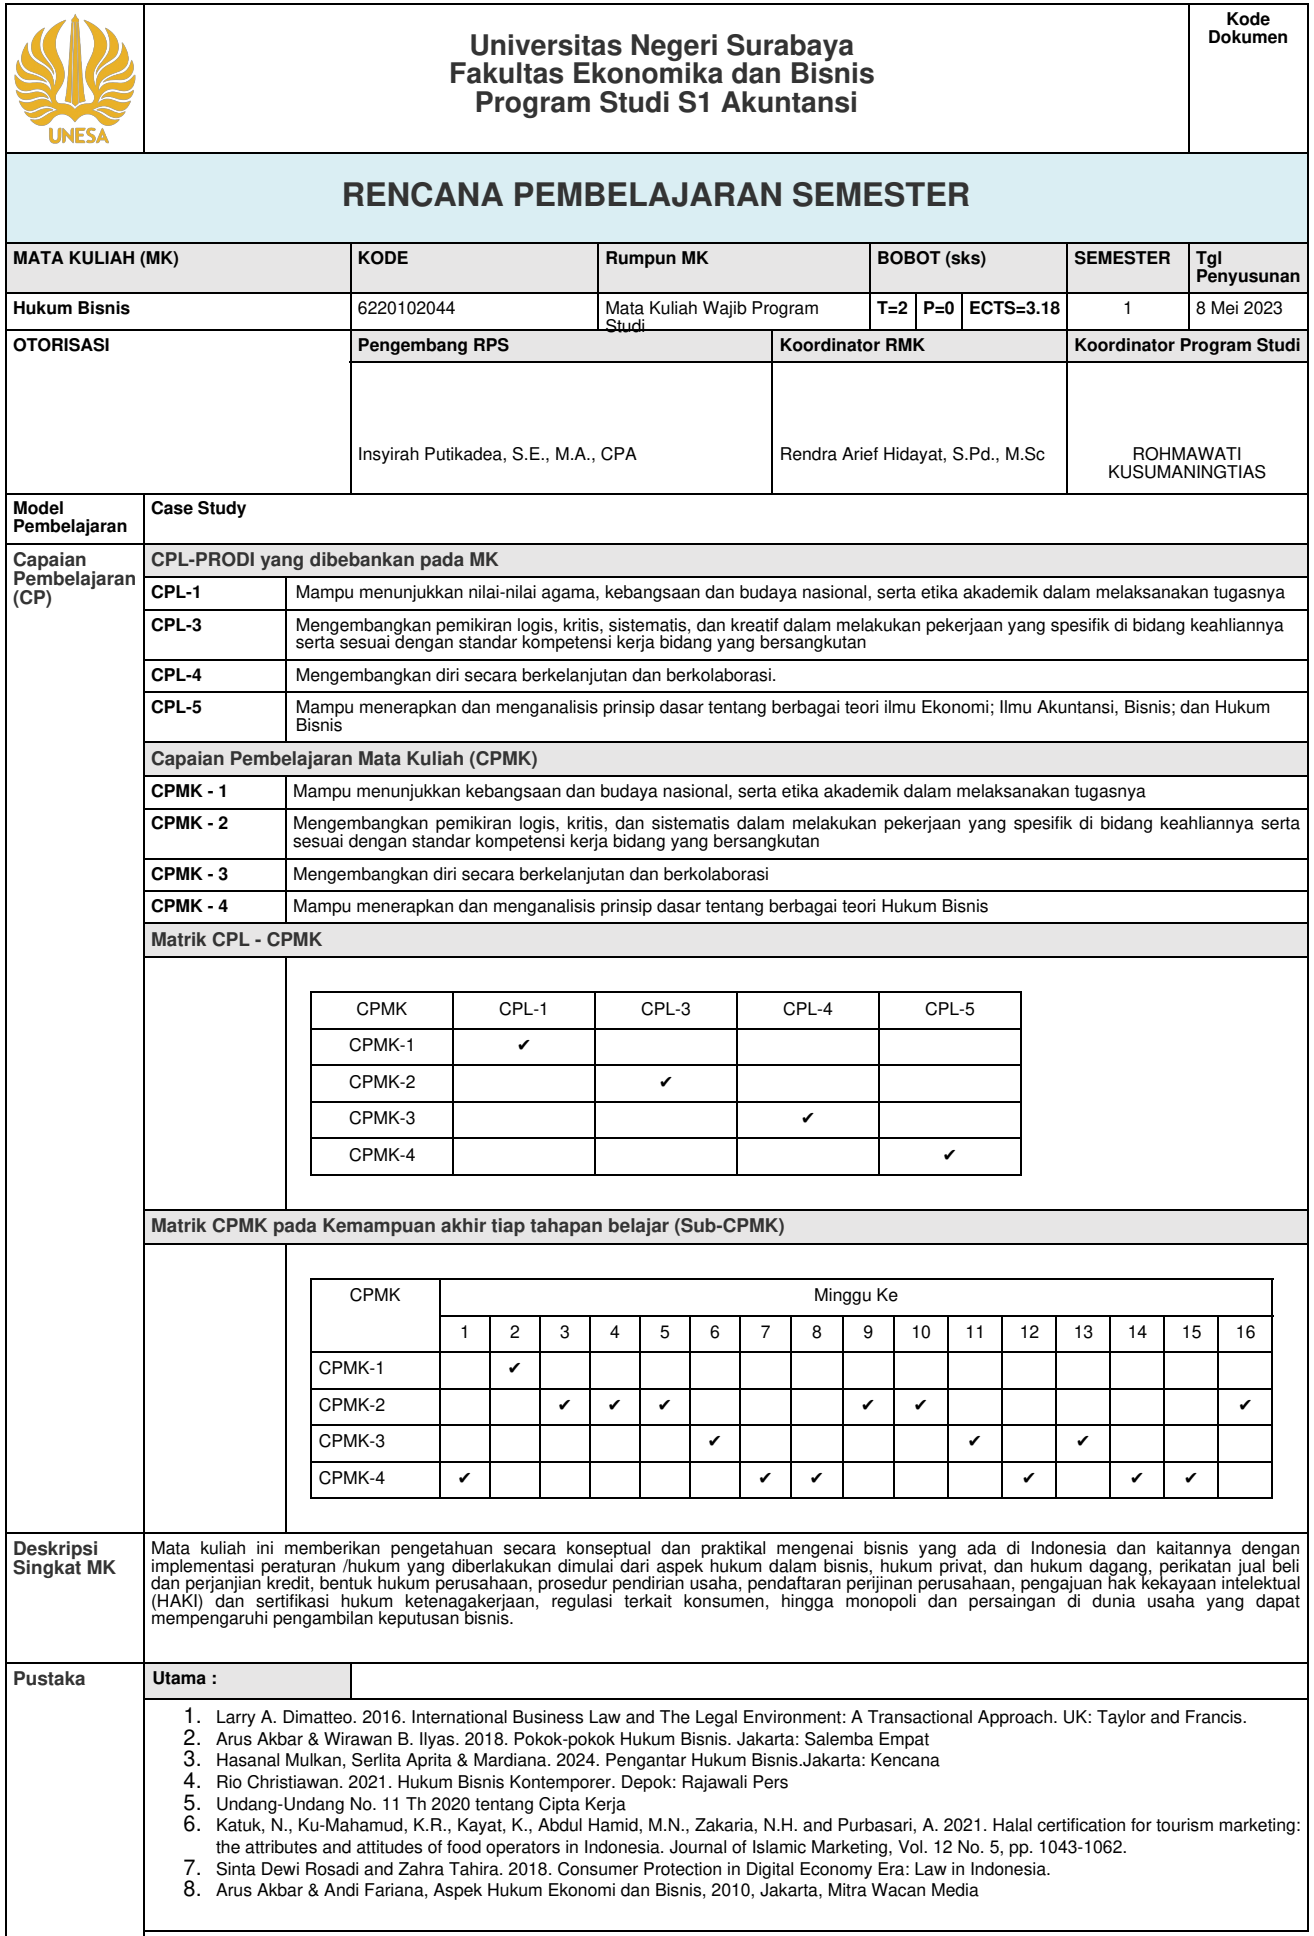 UNESA
Universitas Negeri Surabaya
Fakultas Ekonomika dan Bisnis
Program Studi S1 Akuntansi
Kode
Dokumen
RENCANA PEMBELAJARAN SEMESTER
MATA KULIAH (MK) KODE Rumpun MK BOBOT (sks) SEMESTER Tgl
Penyusunan
Hukum Bisnis 6220102044 Mata Kuliah Wajib Program
Studi
T=2 P=0 ECTS=3.18 1 8 Mei 2023
OTORISASI Pengembang RPS Koordinator RMK Koordinator Program Studi
Insyirah Putikadea, S.E., M.A., CPA Rendra Arief Hidayat, S.Pd., M.Sc ROHMAWATI
KUSUMANINGTIAS
Model
Pembelajaran
Case Study
Capaian
Pembelajaran
(CP)
CPL-PRODI yang dibebankan pada MK
CPL-1 Mampu menunjukkan nilai-nilai agama, kebangsaan dan budaya nasional, serta etika akademik dalam melaksanakan tugasnya
CPL-3 Mengembangkan pemikiran logis, kritis, sistematis, dan kreatif dalam melakukan pekerjaan yang spesifik di bidang keahliannya
serta sesuai dengan standar kompetensi kerja bidang yang bersangkutan
CPL-4 Mengembangkan diri secara berkelanjutan dan berkolaborasi.
CPL-5 Mampu menerapkan dan menganalisis prinsip dasar tentang berbagai teori ilmu Ekonomi; Ilmu Akuntansi, Bisnis; dan Hukum
Bisnis
Capaian Pembelajaran Mata Kuliah (CPMK)
CPMK - 1 Mampu menunjukkan kebangsaan dan budaya nasional, serta etika akademik dalam melaksanakan tugasnya
CPMK - 2 Mengembangkan pemikiran logis, kritis, dan sistematis dalam melakukan pekerjaan yang spesifik di bidang keahliannya serta
sesuai dengan standar kompetensi kerja bidang yang bersangkutan
CPMK - 3 Mengembangkan diri secara berkelanjutan dan berkolaborasi
CPMK - 4 Mampu menerapkan dan menganalisis prinsip dasar tentang berbagai teori Hukum Bisnis
Matrik CPL - CPMK
CPMK CPL-1 CPL-3 CPL-4 CPL-5
CPMK-1 ✔
CPMK-2 ✔
CPMK-3 ✔
CPMK-4 ✔
Matrik CPMK pada Kemampuan akhir tiap tahapan belajar (Sub-CPMK)
CPMK Minggu Ke
1 2 3 4 5 6 7 8 9 10 11 12 13 14 15 16
CPMK-1 ✔
CPMK-2 ✔ ✔ ✔ ✔ ✔ ✔
CPMK-3 ✔ ✔ ✔
CPMK-4 ✔ ✔ ✔ ✔ ✔ ✔
Deskripsi
Singkat MK
Mata kuliah ini memberikan pengetahuan secara konseptual dan praktikal mengenai bisnis yang ada di Indonesia dan kaitannya dengan
implementasi peraturan /hukum yang diberlakukan dimulai dari aspek hukum dalam bisnis, hukum privat, dan hukum dagang, perikatan jual beli
dan perjanjian kredit, bentuk hukum perusahaan, prosedur pendirian usaha, pendaftaran perijinan perusahaan, pengajuan hak kekayaan intelektual
(HAKI) dan sertifikasi hukum ketenagakerjaan, regulasi terkait konsumen, hingga monopoli dan persaingan di dunia usaha yang dapat
mempengaruhi pengambilan keputusan bisnis.
Pustaka Utama :
1. Larry A. Dimatteo. 2016. International Business Law and The Legal Environment: A Transactional Approach. UK: Taylor and Francis.
2. Arus Akbar & Wirawan B. Ilyas. 2018. Pokok-pokok Hukum Bisnis. Jakarta: Salemba Empat
3. Hasanal Mulkan, Serlita Aprita & Mardiana. 2024. Pengantar Hukum Bisnis.Jakarta: Kencana
4. Rio Christiawan. 2021. Hukum Bisnis Kontemporer. Depok: Rajawali Pers
5. Undang-Undang No. 11 Th 2020 tentang Cipta Kerja
6. Katuk, N., Ku-Mahamud, K.R., Kayat, K., Abdul Hamid, M.N., Zakaria, N.H. and Purbasari, A. 2021. Halal certification for tourism marketing:
the attributes and attitudes of food operators in Indonesia. Journal of Islamic Marketing, Vol. 12 No. 5, pp. 1043-1062.
7. Sinta Dewi Rosadi and Zahra Tahira. 2018. Consumer Protection in Digital Economy Era: Law in Indonesia.
8. Arus Akbar & Andi Fariana, Aspek Hukum Ekonomi dan Bisnis, 2010, Jakarta, Mitra Wacan Media